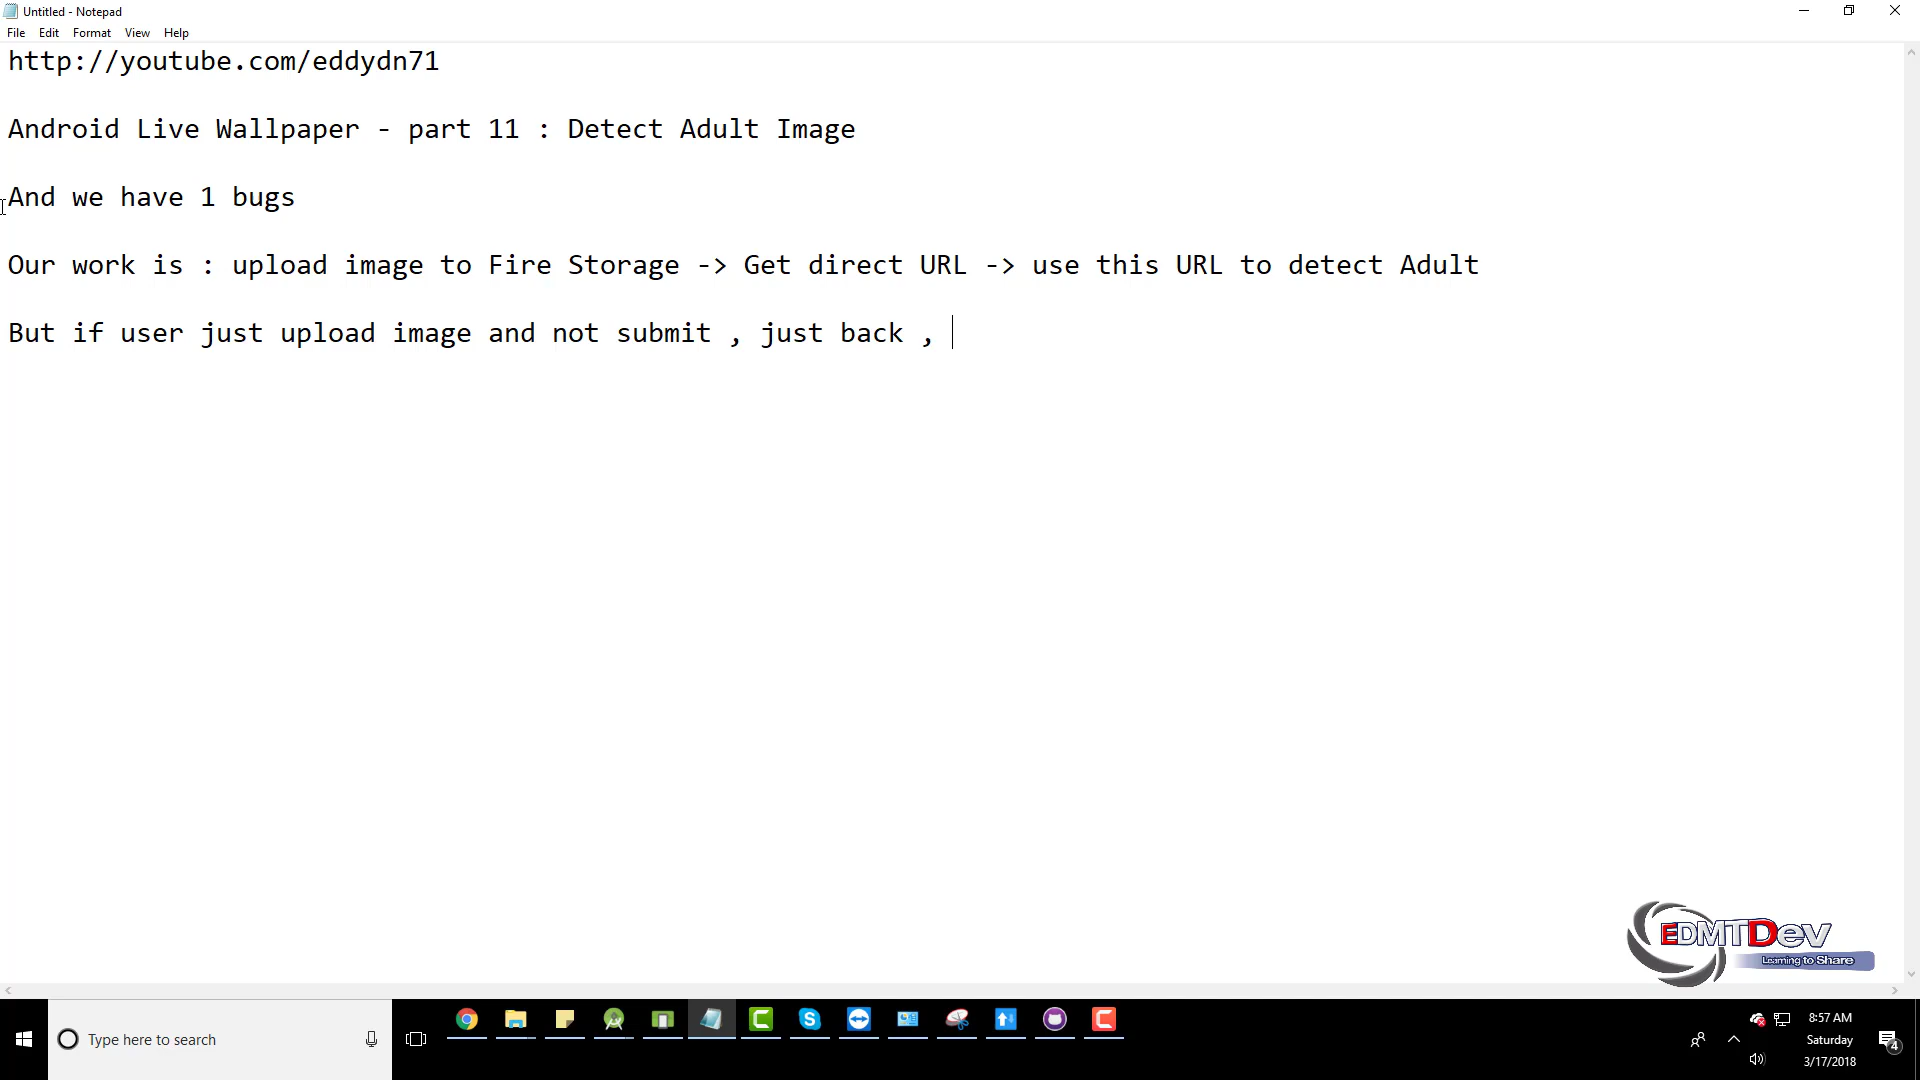 Untitled - Notepad
File Edit Format View Help
http://youtube.com/eddydn71
Android Live Wallpaper - part 11 : Detect Adult Image
And we have 1 bugs
Our work is : upload image to Fire Storage -> Get direct URL -> use this URL to detect Adult
But if user just upload image and not submit , just back ,
EDMTDev
Learning to Share
Type here to search
8:57 AM
Saturday
3/17/2018
4